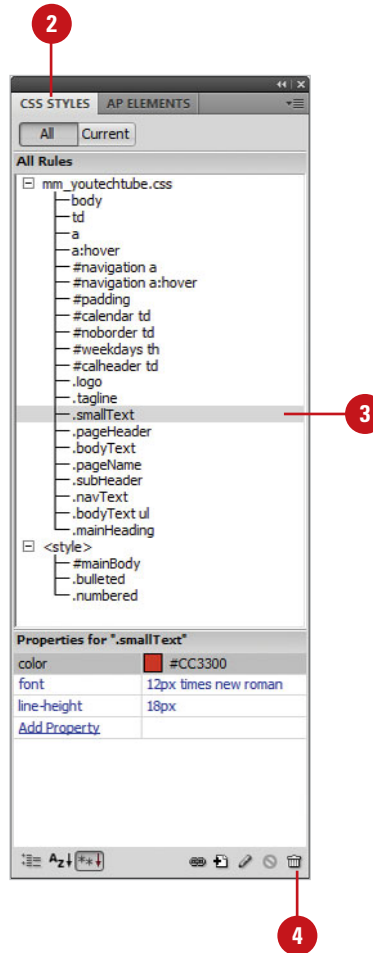 2
CSS STYLES AP ELEMENTS
All Current
All Rules
mm_youtechtube.css
body
td
a
a:hover
#navigation a
#navigation a:hover
#padding
#calendar td
#noborder td
#weekdays th
#calheader td
.logo
.tagline
.smallText
3
.pageHeader
.bodyText
.pageName
.subHeader
.navText
.bodyText ul
.mainHeading
<style>
#mainBody
.bulleted
.numbered
Properties for ".smallText"
color #CC3300
font 12px times new roman
line-height 18px
Add Property
AZ **
4